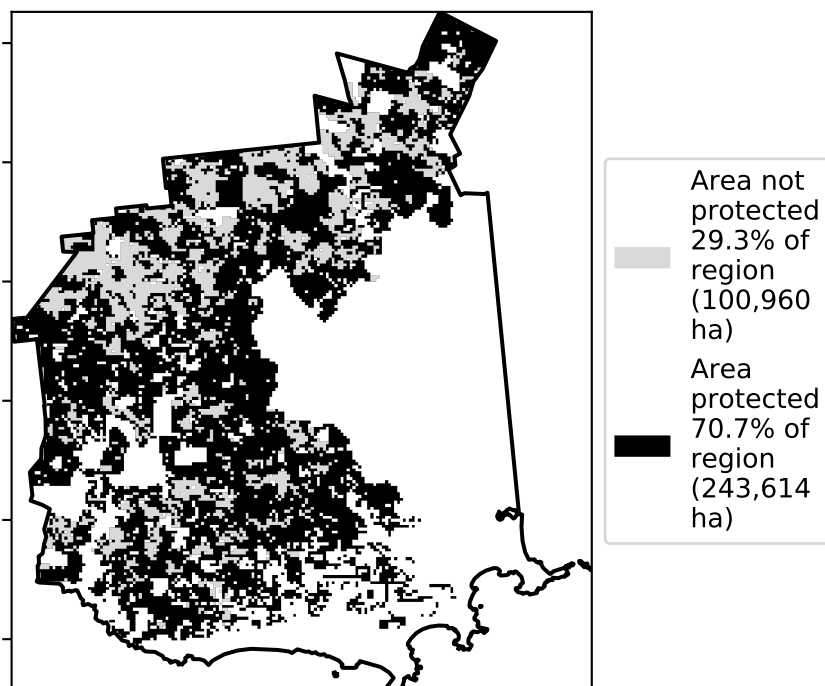 Area not
protected
29.3% of
region
(100,960
ha)
Area
protected
70.7% of
region
(243,614
ha)